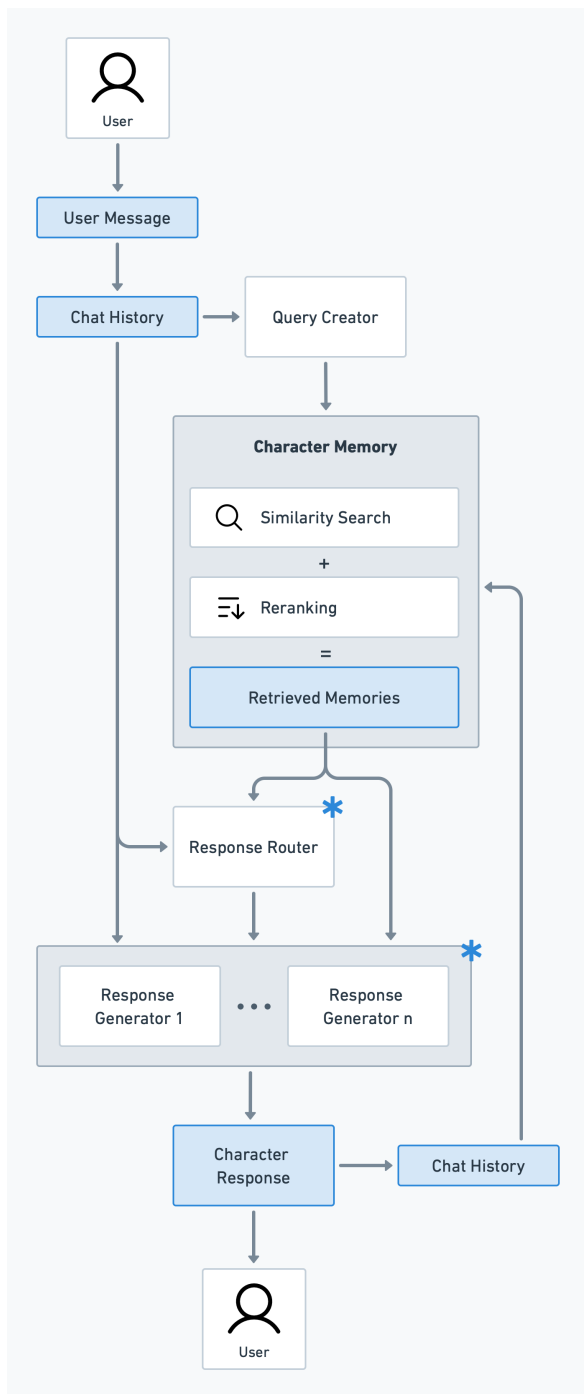 User
User Message
Chat History
Query Creator
Character Memory
Similarity Search
+
Reranking
=
Retrieved Memories
*
Response Router
*
Response
Generator 1
...
Response
Generator n
Character
Response
Chat History
User